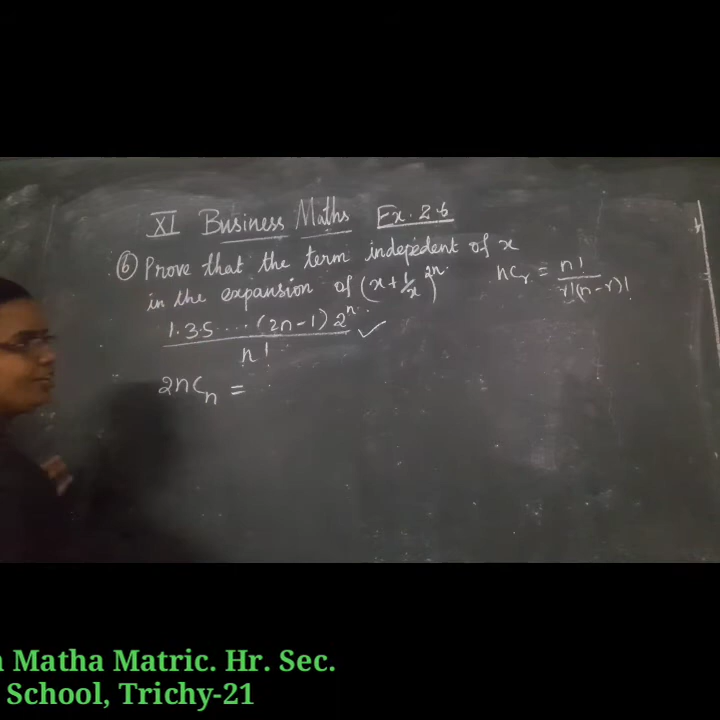 XI Business Maths Ex. 2.6
6 Prove that the term indepedent of x
in the expansion of (x+1/x)^2n.
1.3.5....(2n-1) 2^n
n!
nCr = n! / r!(n-r)!
2nCn =
Matha Matric. Hr. Sec.
School, Trichy-21